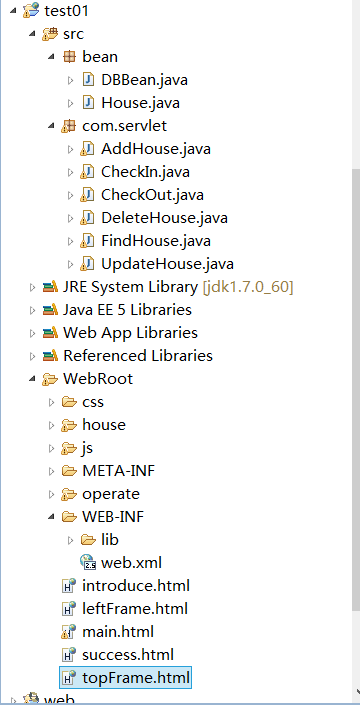 test01
src
bean
DBBean.java
House.java
com.servlet
AddHouse.java
CheckIn.java
CheckOut.java
DeleteHouse.java
FindHouse.java
UpdateHouse.java
JRE System Library [jdk1.7.0_60]
Java EE 5 Libraries
Web App Libraries
Referenced Libraries
WebRoot
css
house
js
META-INF
operate
WEB-INF
lib
web.xml
introduce.html
leftFrame.html
main.html
success.html
topFrame.html
web